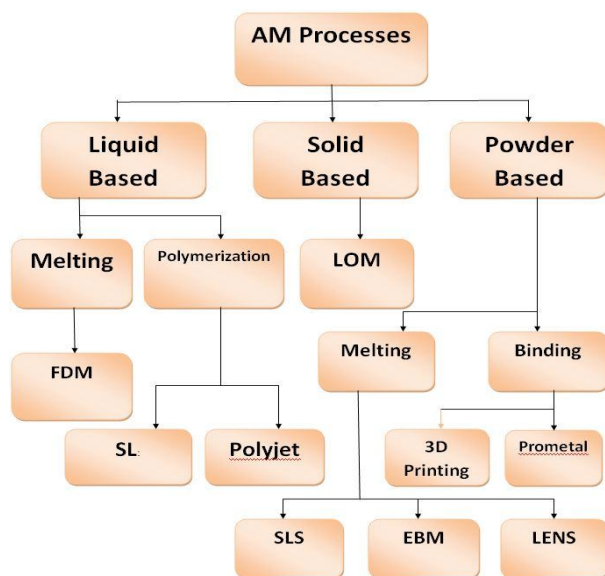 AM Processes
Liquid
Based
Solid
Based
Powder
Based
Melting
Polymerization
LOM
FDM
Melting
Binding
SL:
Polyjet
3D
Printing
Prometal
SLS
EBM
LENS